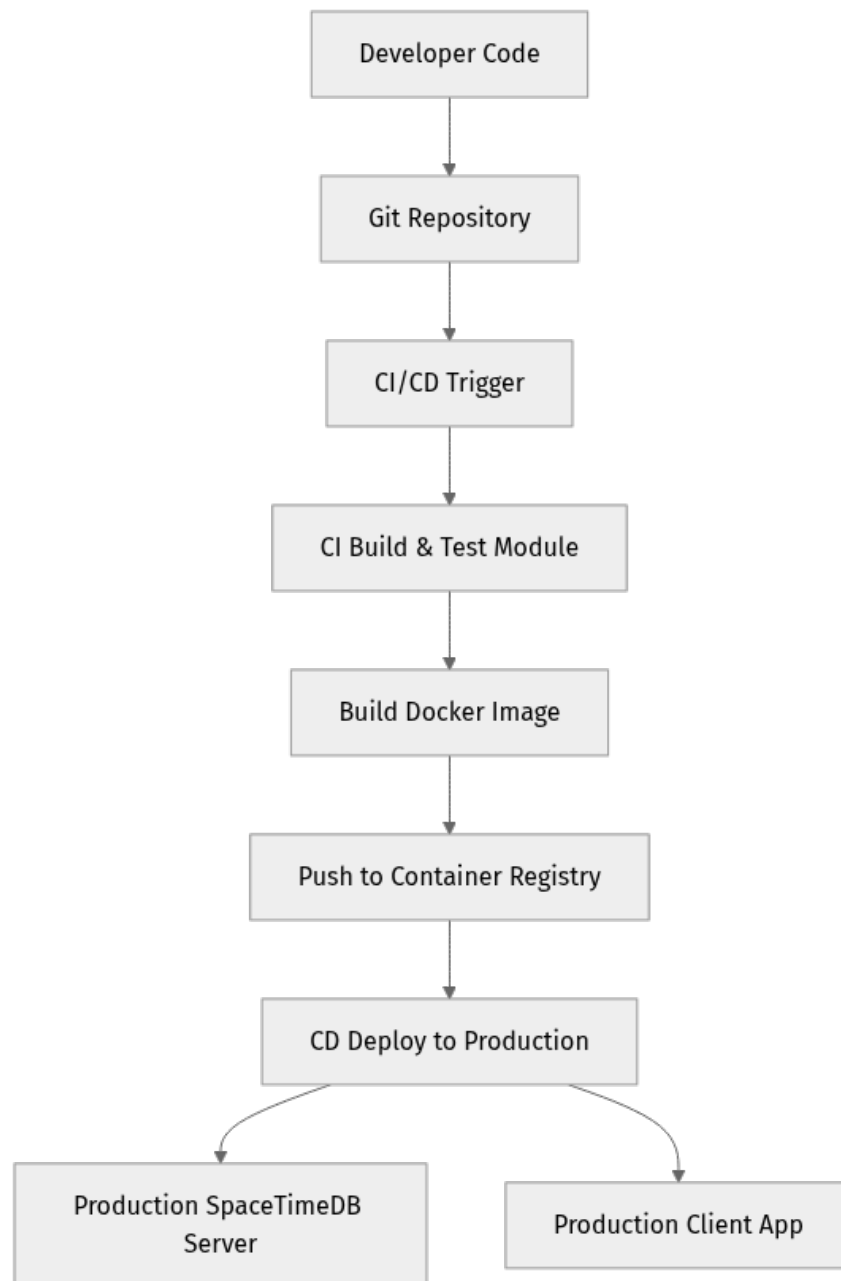 Developer Code
Git Repository
CI/CD Trigger
CI Build & Test Module
Build Docker Image
Push to Container Registry
CD Deploy to Production
Production SpaceTimeDB
Server
Production Client App